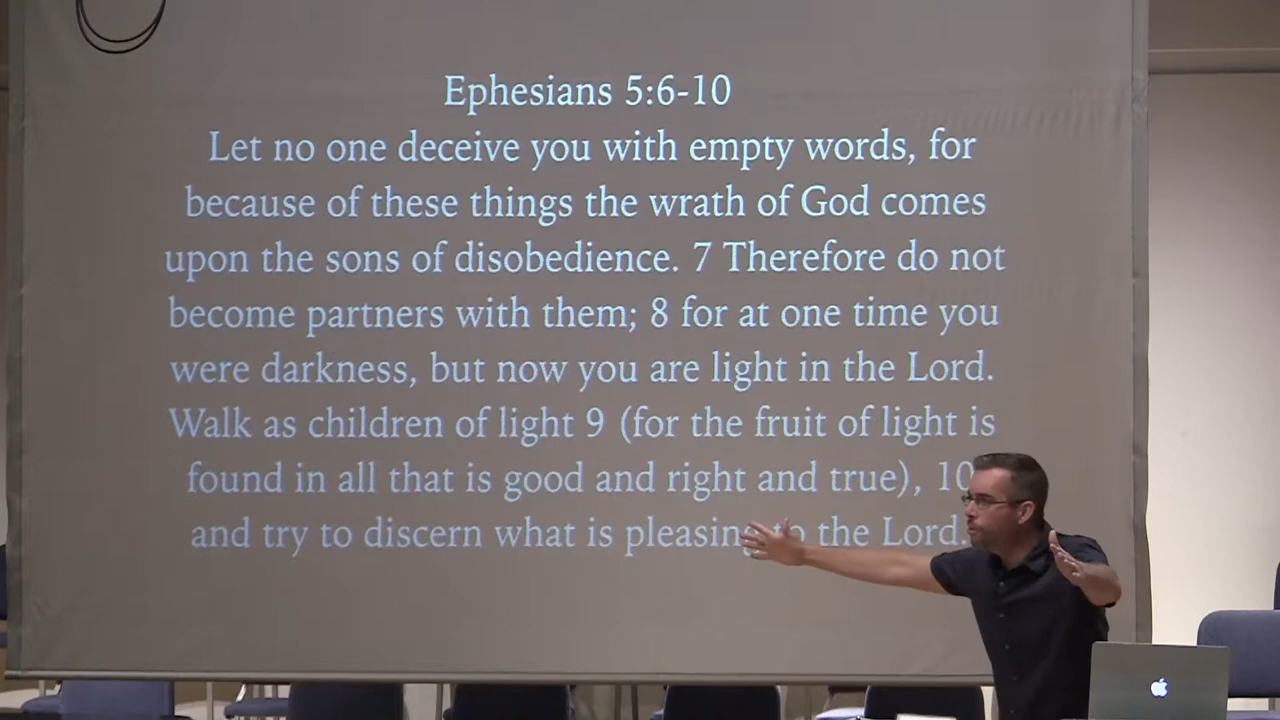 Ephesians 5:6-10
Let no one deceive you with empty words, for
because of these things the wrath of God comes
upon the sons of disobedience. 7 Therefore do not
become partners with them; 8 for at one time you
were darkness, but now you are light in the Lord.
Walk as children of light 9 (for the fruit of light is
found in all that is good and right and true), 10
and try to discern what is pleasing to the Lord.